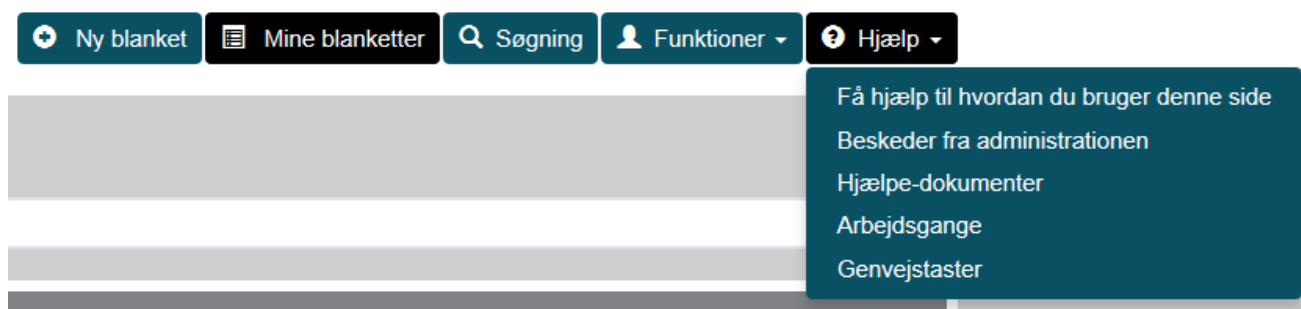 Ny blanket Mine blanketter Søgning Funktioner Hjælp
Få hjælp til hvordan du bruger denne side
Beskeder fra administrationen
Hjælpe-dokumenter
Arbejdsgange
Genvejstaster